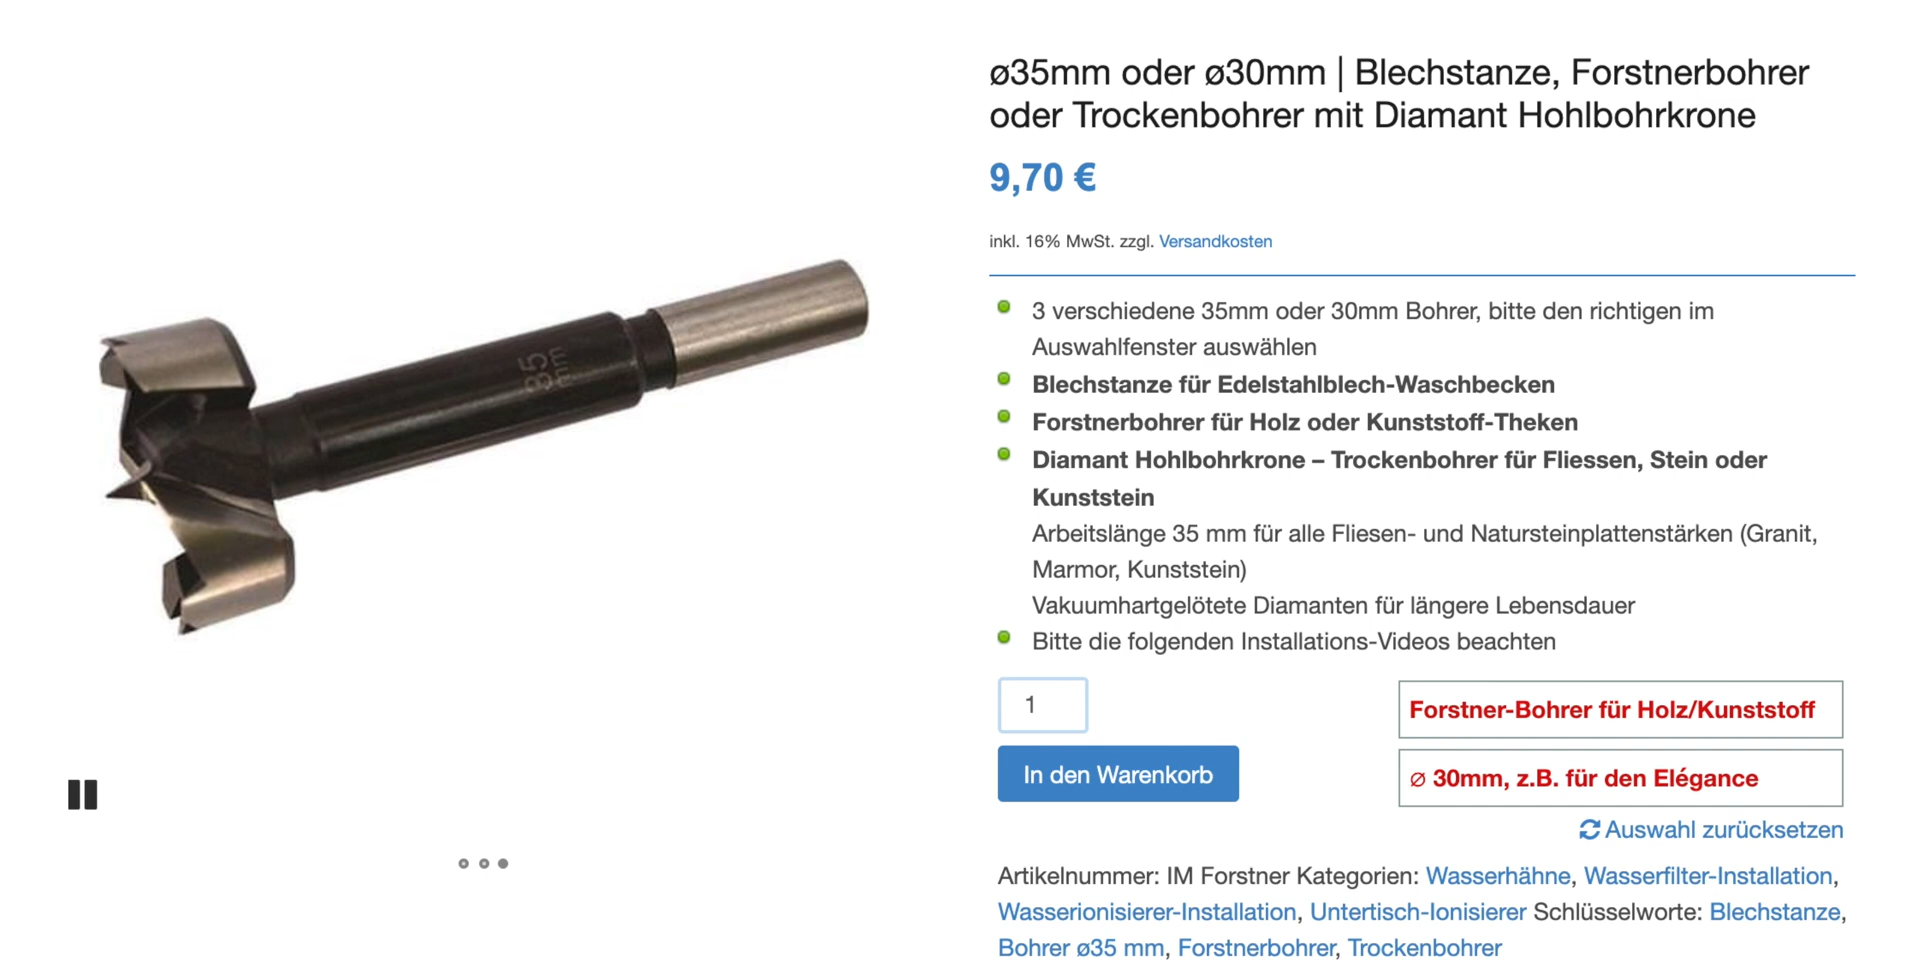 ø35mm oder ø30mm | Blechstanze, Forstnerbohrer
oder Trockenbohrer mit Diamant Hohlbohrkrone
9,70 €
inkl. 16% MwSt. zzgl. Versandkosten
3 verschiedene 35mm oder 30mm Bohrer, bitte den richtigen im
Auswahlfenster auswählen
Blechstanze für Edelstahlblech-Waschbecken
Forstnerbohrer für Holz oder Kunststoff-Theken
Diamant Hohlbohrkrone – Trockenbohrer für Fliessen, Stein oder
Kunststein
Arbeitslänge 35 mm für alle Fliesen- und Natursteinplattenstärken (Granit,
Marmor, Kunststein)
Vakuumhartgelötete Diamanten für längere Lebensdauer
Bitte die folgenden Installations-Videos beachten
1
Forstner-Bohrer für Holz/Kunststoff
In den Warenkorb
⌀ 30mm, z.B. für den Elégance
Auswahl zurücksetzen
Artikelnummer: IM Forstner Kategorien: Wasserhähne, Wasserfilter-Installation,
Wasserionisierer-Installation, Untertisch-Ionisierer Schlüsselworte: Blechstanze,
Bohrer ø35 mm, Forstnerbohrer, Trockenbohrer
35
mm